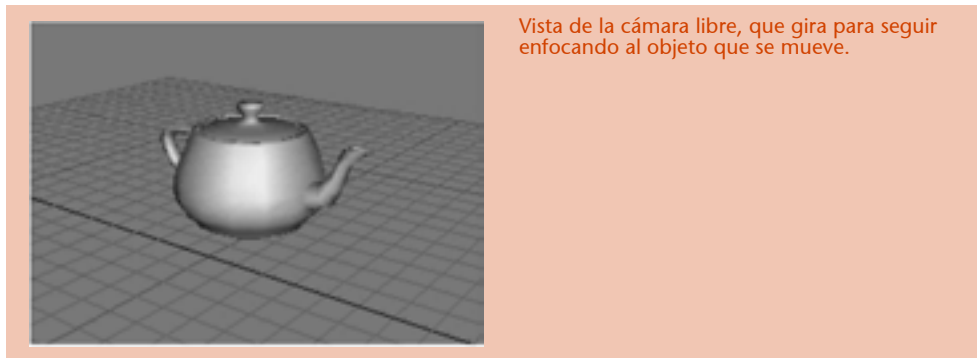 Vista de la cámara libre, que gira para seguir
enfocando al objeto que se mueve.